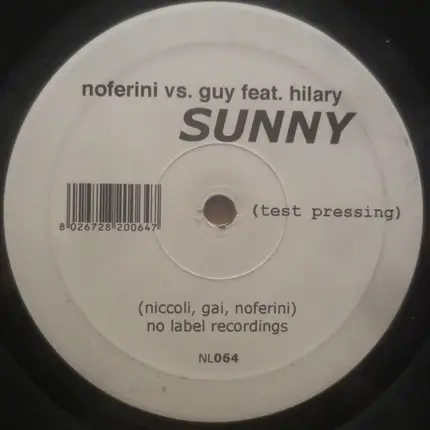 noferini vs. guy feat. hilary
SUNNY
(test pressing)
8 026728 200647
(niccoli, gai, noferini)
no label recordings
NL064